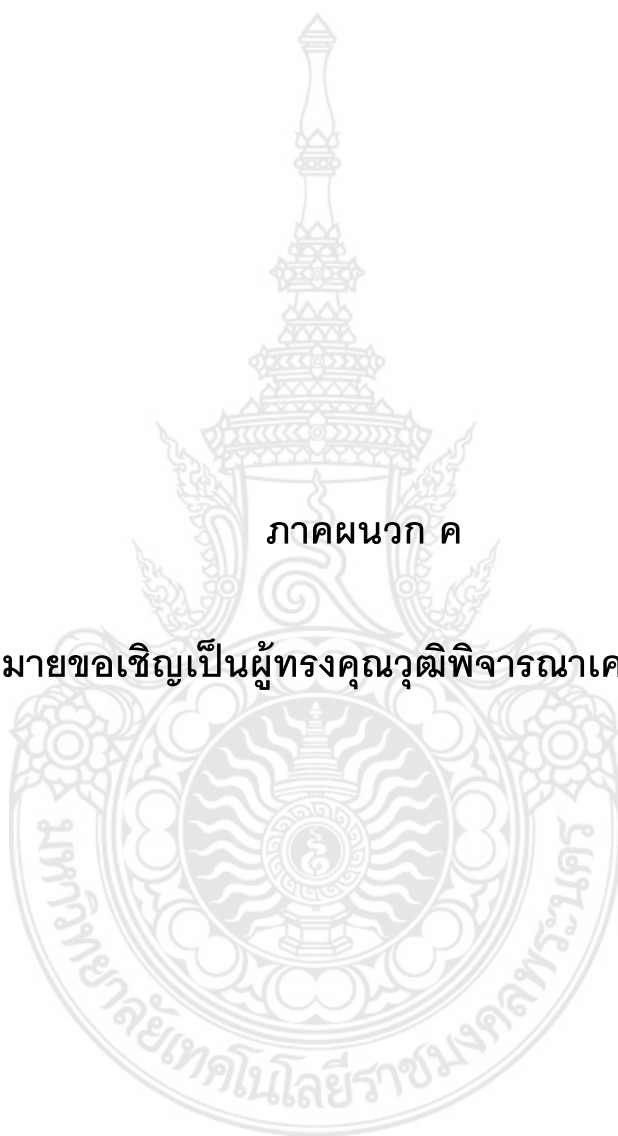 ภาคผนวก ค
มายขอเชิญเป็นผู้ทรงคุณวุฒิพิจารณาเค
มหาวิทยาลัยเทคโนโลยีราชมงคลพระนคร